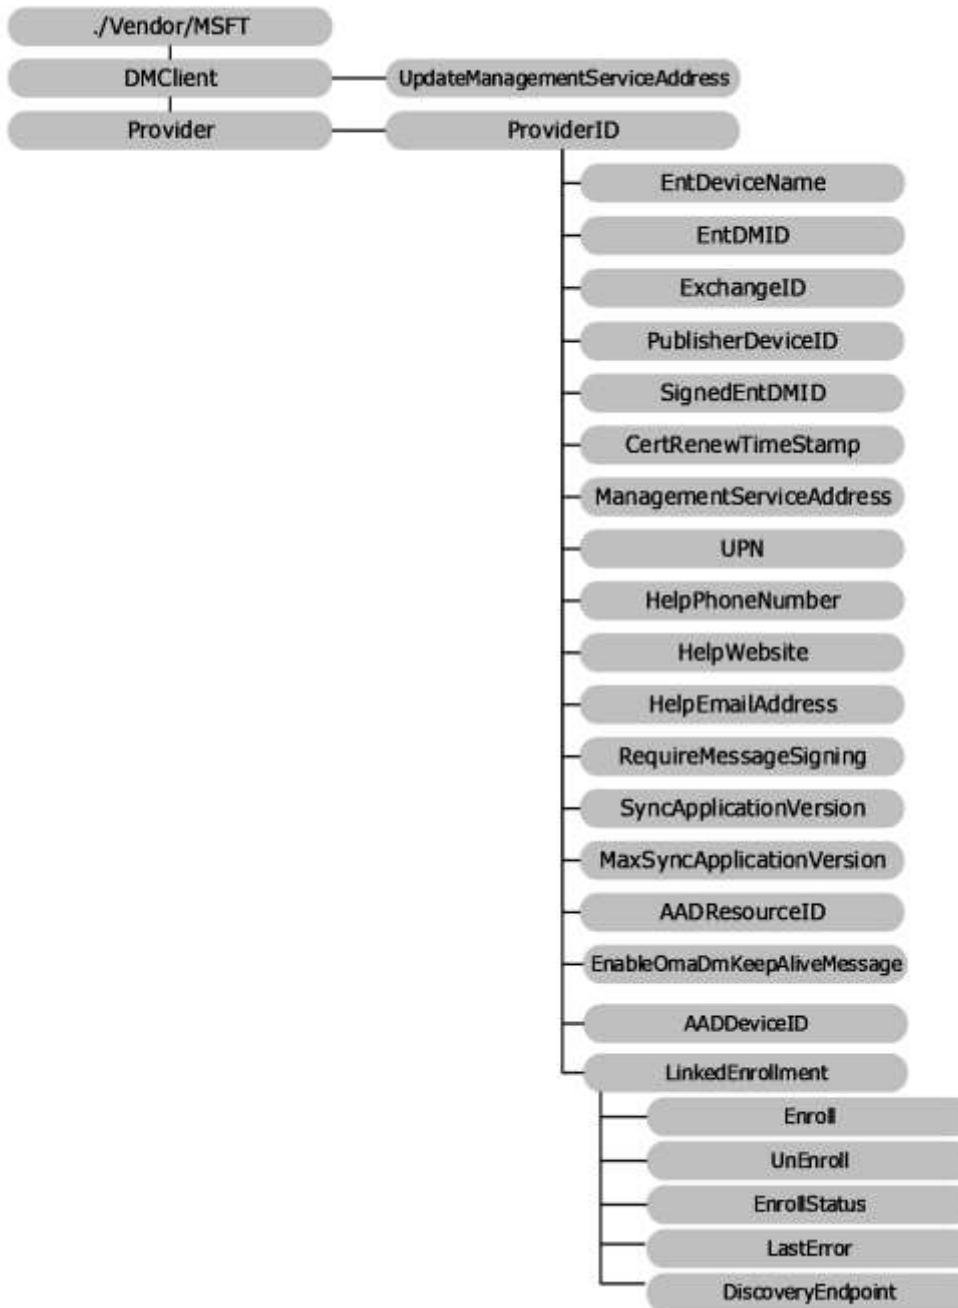 ./Vendor/MSFT
DMClient
UpdateManagementServiceAddress
Provider
ProviderID
EntDeviceName
EntDMID
ExchangeID
PublisherDeviceID
SignedEntDMID
CertRenewTimeStamp
ManagementServiceAddress
UPN
HelpPhoneNumber
HelpWebsite
HelpEmailAddress
RequireMessageSigning
SyncApplicationVersion
MaxSyncApplicationVersion
AADResourceID
EnableOmaDmKeepAliveMessage
AADDeviceID
LinkedEnrollment
Enroll
UnEnroll
EnrollStatus
LastError
DiscoveryEndpoint